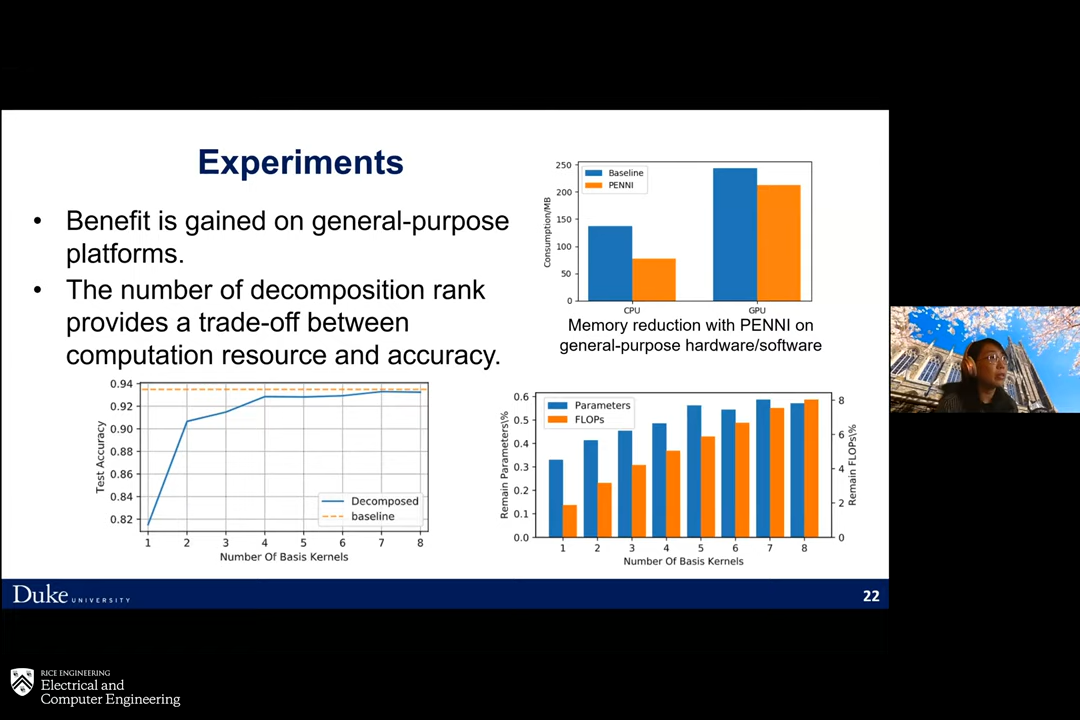 Experiments
• Benefit is gained on general-purpose
platforms.
• The number of decomposition rank
provides a trade-off between
computation resource and accuracy.
250
200
150
100
50
0
Consumption/MB
Baseline
PENNI
CPU GPU
Memory reduction with PENNI on
general-purpose hardware/software
0.94
0.92
0.90
0.88
0.86
0.84
0.82
Test Accuracy
Decomposed
baseline
1 2 3 4 5 6 7 8
Number Of Basis Kernels
0.6
0.5
0.4
0.3
0.2
0.1
0.0
Remain Parameters\%
Parameters
FLOPs
8
6
4
2
0
Remain FLOPs\%
1 2 3 4 5 6 7 8
Number Of Basis Kernels
Duke UNIVERSITY
22
RICE ENGINEERING
Electrical and
Computer Engineering